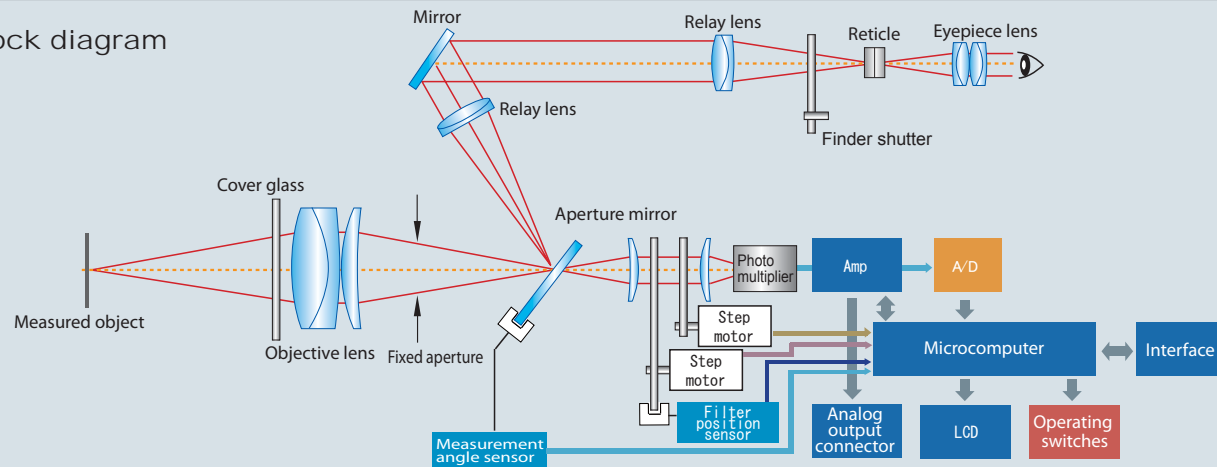 ock diagram
Mirror
Relay lens
Reticle
Eyepiece lens
Relay lens
Finder shutter
Cover glass
Aperture mirror
Photo
multiplier
Amp
A/D
Measured object
Objective lens
Fixed aperture
Step
motor
Step
motor
Microcomputer
Interface
Filter
position
sensor
Analog
output
connector
LCD
Operating
switches
Measurement
angle sensor